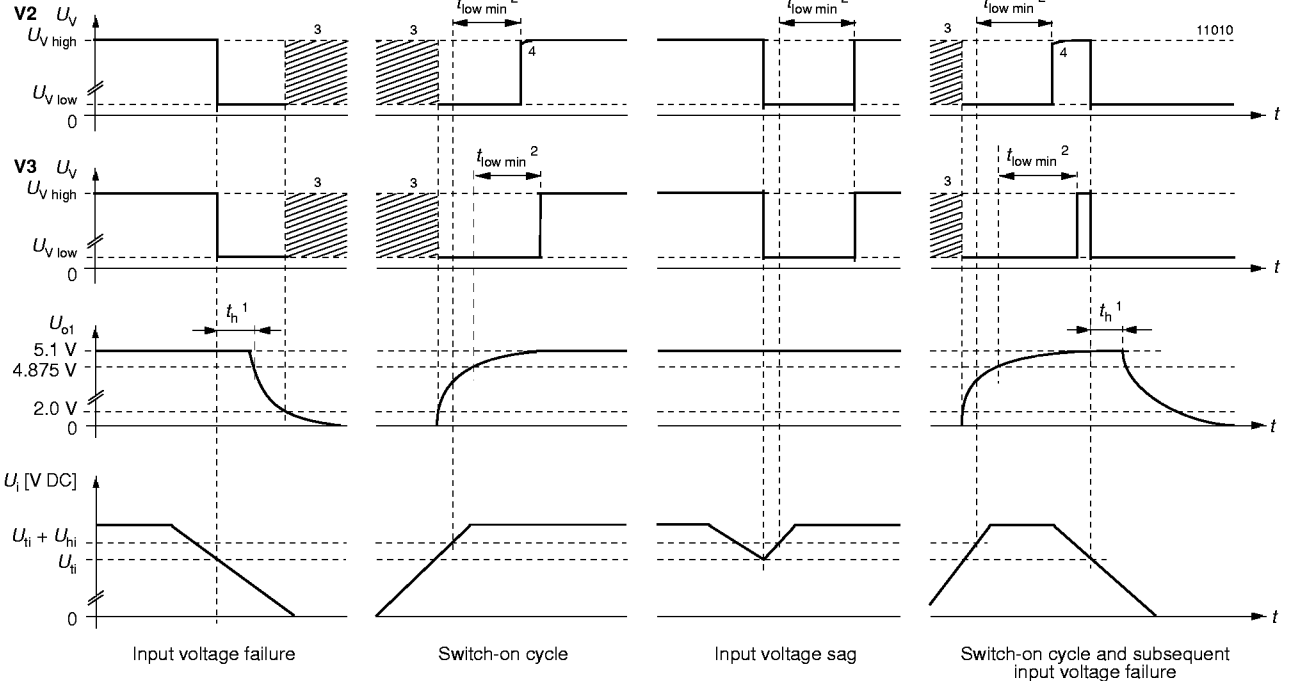 V2 U_V t_low min ² t_low min ² t_low min ²
U_V high 3 3 4 3 4 11010
U_V low
0 t
V3 U_V t_low min ² t_low min ²
U_V high 3 3 3
U_V low
0 t
U_o1 t_h ¹ t_h ¹
5.1 V
4.875 V
2.0 V
0 t
U_i [V DC]
U_ti + U_hi
U_ti
0 t
Input voltage failure
Switch-on cycle
Input voltage sag
Switch-on cycle and subsequent
input voltage failure